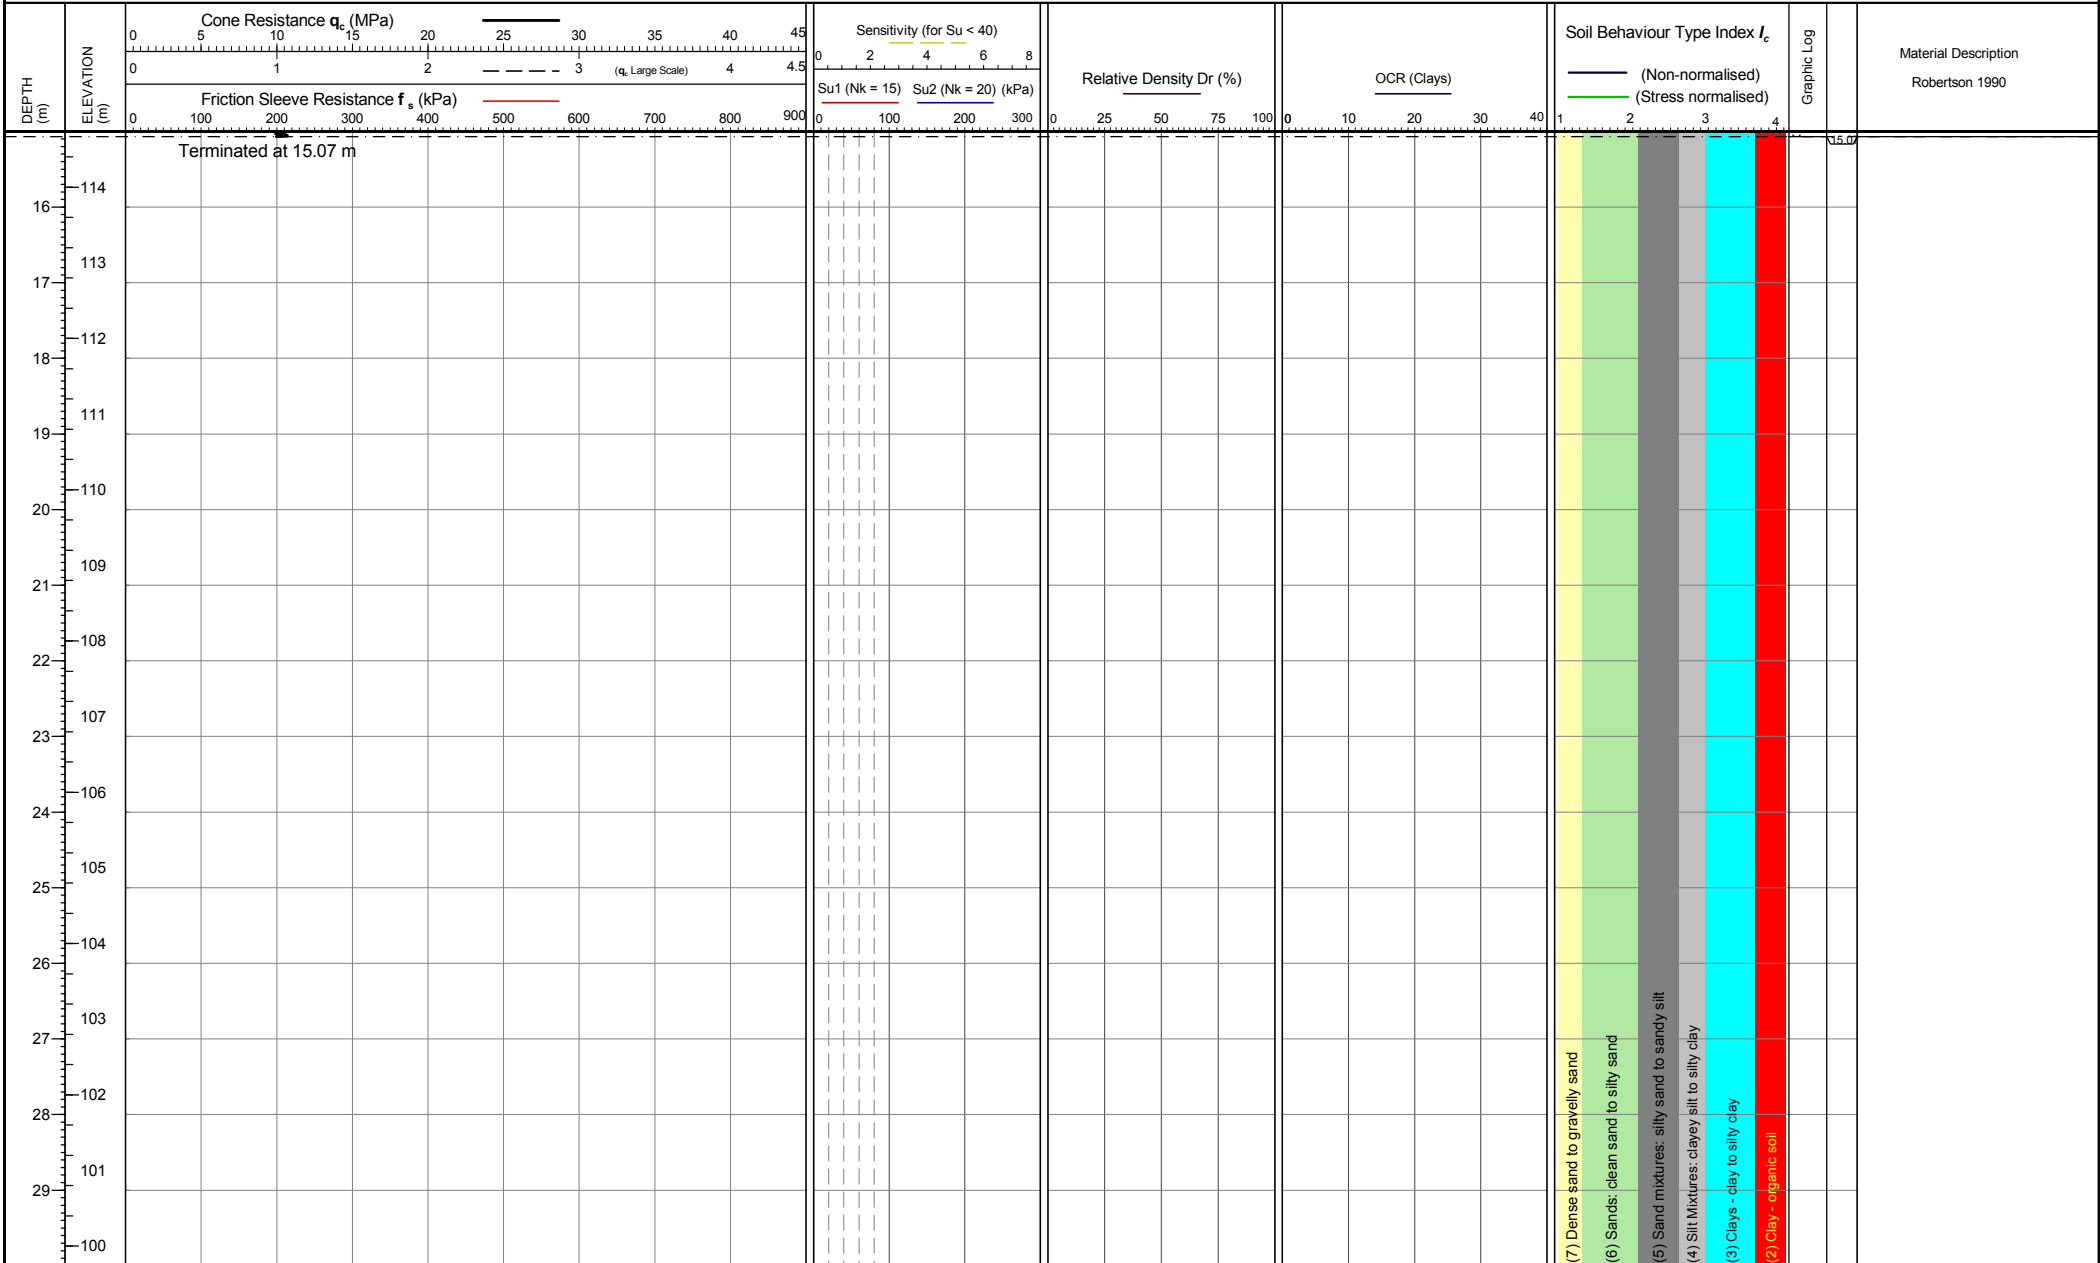 DEPTH
(m)
ELEVATION
(m)
Cone Resistance qc (MPa)
0 5 10 15 20 25 30 35 40 45
0 1 2 3 (qc Large Scale) 4 4.5
Friction Sleeve Resistance f s (kPa)
0 100 200 300 400 500 600 700 800 900
Sensitivity (for Su < 40)
0 2 4 6 8
Su1 (Nk = 15) Su2 (Nk = 20) (kPa)
0 100 200 300
Relative Density Dr (%)
0 25 50 75 100
OCR (Clays)
0 10 20 30 40
Soil Behaviour Type Index Ic
(Non-normalised)
(Stress normalised)
1 2 3 4
Graphic Log
Material Description
Robertson 1990
Terminated at 15.07 m
114
16
113
17
112
18
111
19
110
20
109
21
108
22
107
23
106
24
105
25
104
26
103
27
102
28
101
29
100
(7) Dense sand to gravelly sand
(6) Sands: clean sand to silty sand
(5) Sand mixtures: silty sand to sandy silt
(4) Silt Mixtures: clayey silt to silty clay
(3) Clays - clay to silty clay
(2) Clay - organic soil